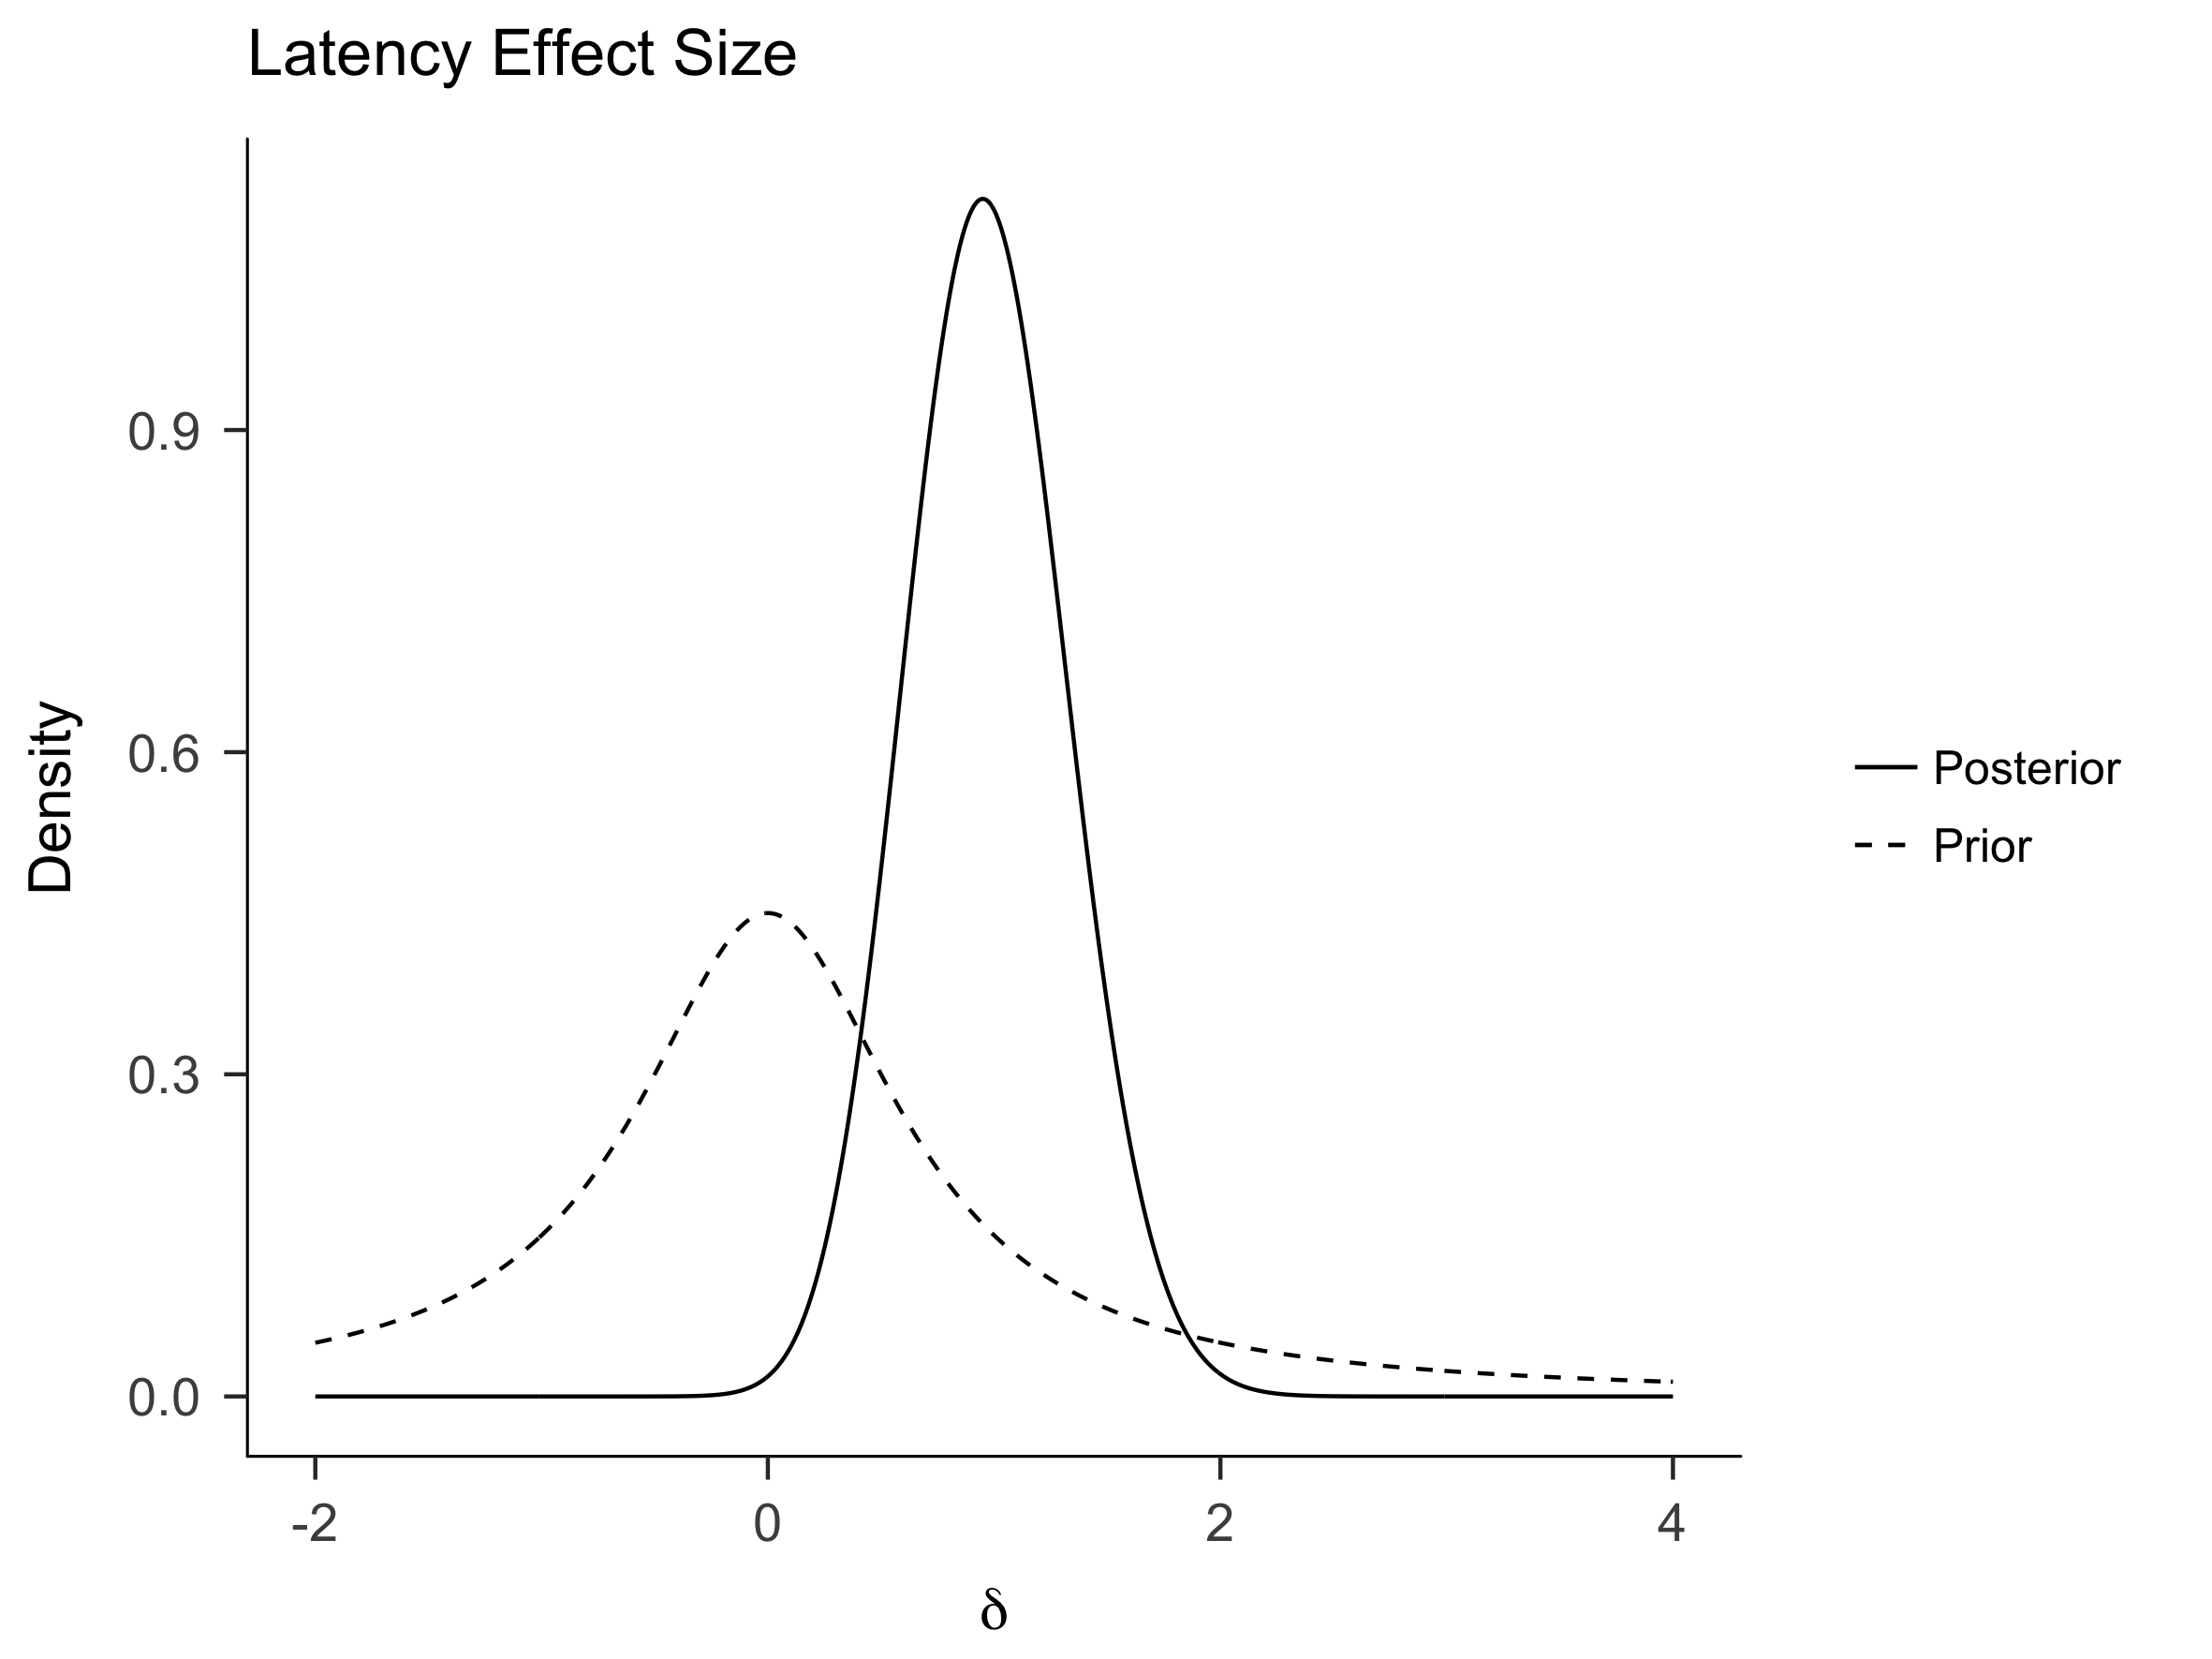 Latency Effect Size
Density
0.9
0.6
0.3
0.0
-2 0 2 4
δ
Posterior
Prior